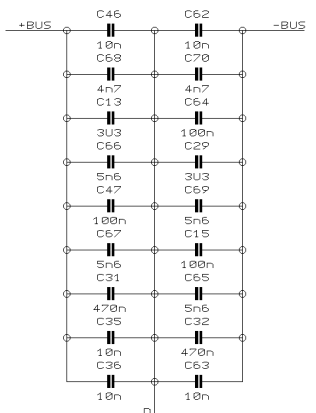 C46 C62
+BUS -BUS
10n 10n
C68 C70
4n7 4n7
C13 C64
3U3 100n
C66 C29
5n6 3U3
C47 C69
100n 5n6
C67 C15
5n6 100n
C31 C65
470n 5n6
C35 C32
10n 470n
C36 C63
10n 10n